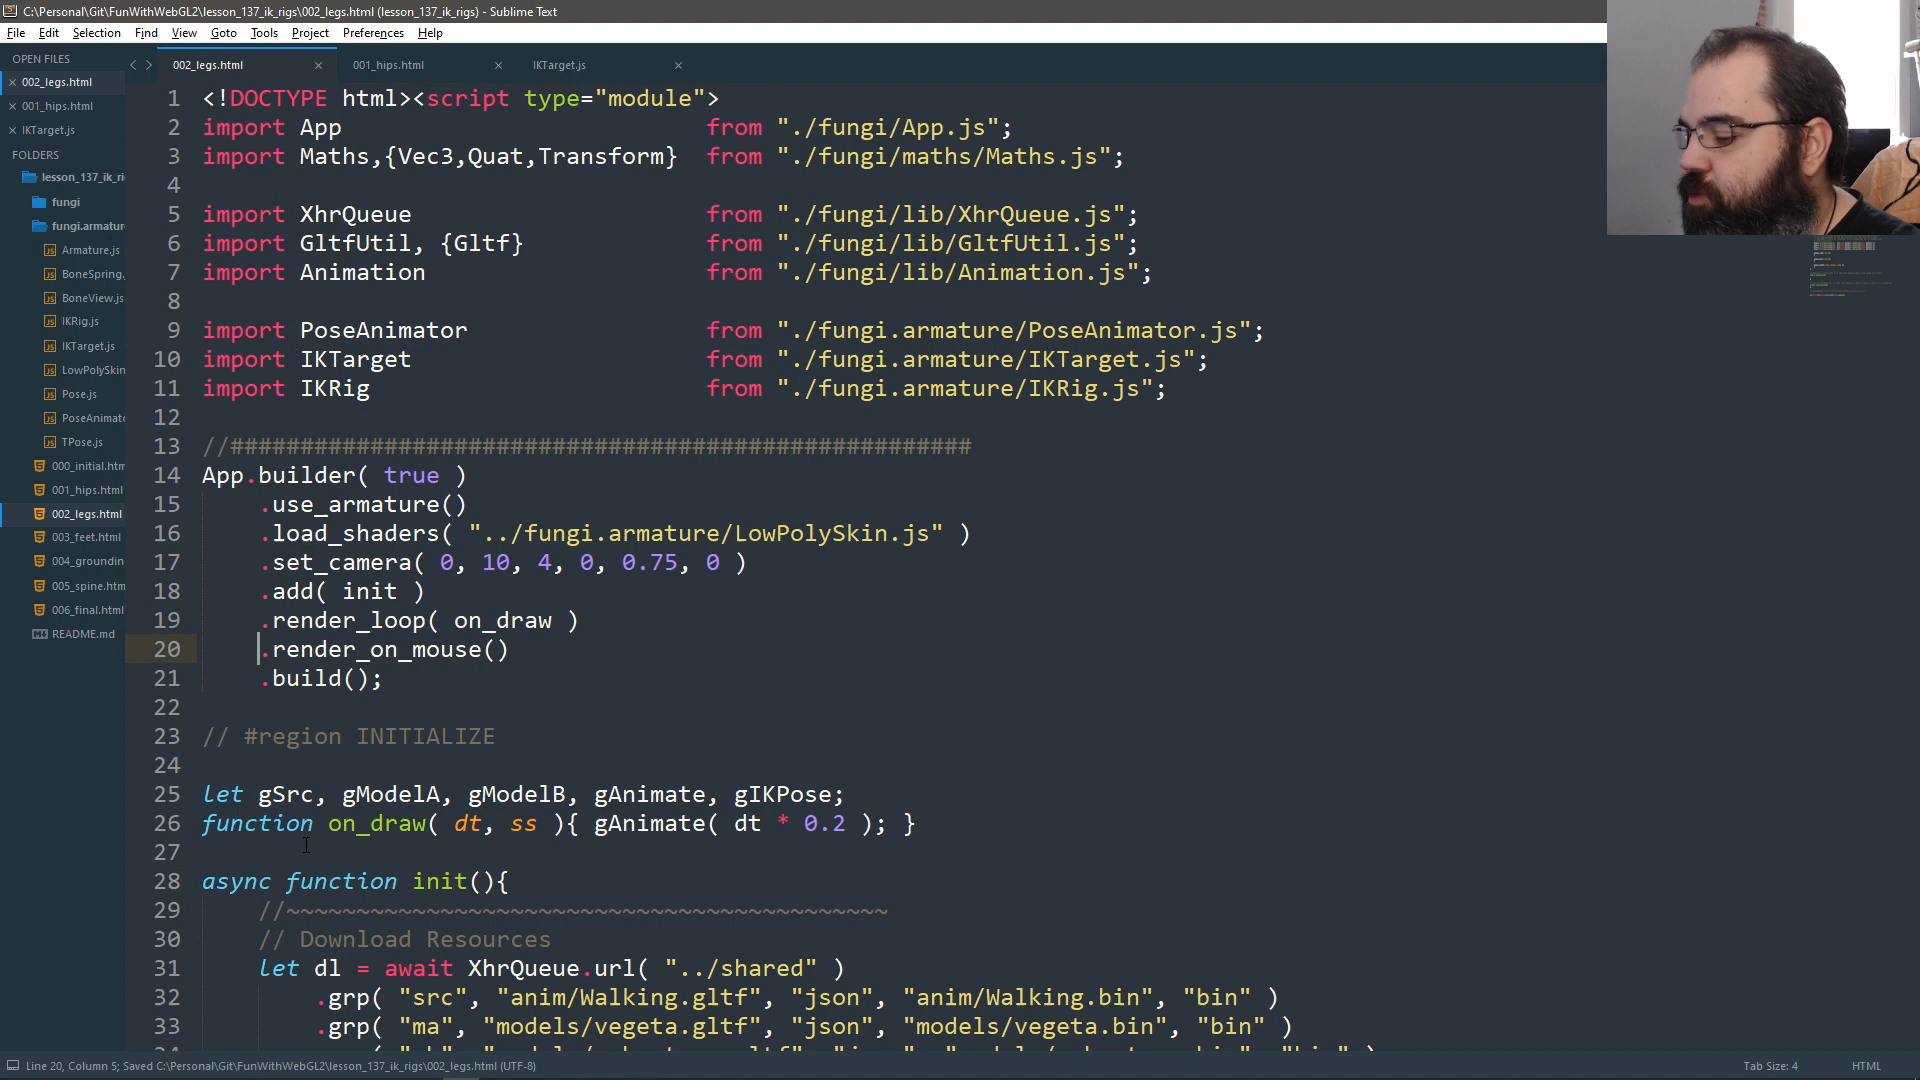 C:\Personal\Git\FunWithWebGL2\lesson_137_ik_rigs\002_legs.html (lesson_137_ik_rigs) - Sublime Text
File Edit Selection Find View Goto Tools Project Preferences Help
OPEN FILES
002_legs.html
001_hips.html
IKTarget.js
FOLDERS
lesson_137_ik_ri
fungi
fungi.armature
Armature.js
BoneSpring.
BoneView.js
IKRig.js
IKTarget.js
LowPolySkin
Pose.js
PoseAnimato
TPose.js
000_initial.htm
001_hips.html
002_legs.html
003_feet.html
004_groundin
005_spine.htm
006_final.html
README.md
002_legs.html 001_hips.html IKTarget.js
1 <!DOCTYPE html><script type="module">
2 import App from "./fungi/App.js";
3 import Maths,{Vec3,Quat,Transform} from "./fungi/maths/Maths.js";
4
5 import XhrQueue from "./fungi/lib/XhrQueue.js";
6 import GltfUtil, {Gltf} from "./fungi/lib/GltfUtil.js";
7 import Animation from "./fungi/lib/Animation.js";
8
9 import PoseAnimator from "./fungi.armature/PoseAnimator.js";
10 import IKTarget from "./fungi.armature/IKTarget.js";
11 import IKRig from "./fungi.armature/IKRig.js";
12
13 //#####################################################
14 App.builder( true )
15 .use_armature()
16 .load_shaders( "../fungi.armature/LowPolySkin.js" )
17 .set_camera( 0, 10, 4, 0, 0.75, 0 )
18 .add( init )
19 .render_loop( on_draw )
20 .render_on_mouse()
21 .build();
22
23 // #region INITIALIZE
24
25 let gSrc, gModelA, gModelB, gAnimate, gIKPose;
26 function on_draw( dt, ss ){ gAnimate( dt * 0.2 ); }
27
28 async function init(){
29 //~~~~~~~~~~~~~~~~~~~~~~~~~~~~~~~~~~~~~~~~~~~
30 // Download Resources
31 let dl = await XhrQueue.url( "../shared" )
32 .grp( "src", "anim/Walking.gltf", "json", "anim/Walking.bin", "bin" )
33 .grp( "ma", "models/vegeta.gltf", "json", "models/vegeta.bin", "bin" )
Line 20, Column 5; Saved C:\Personal\Git\FunWithWebGL2\lesson_137_ik_rigs\002_legs.html (UTF-8)
Tab Size: 4
HTML